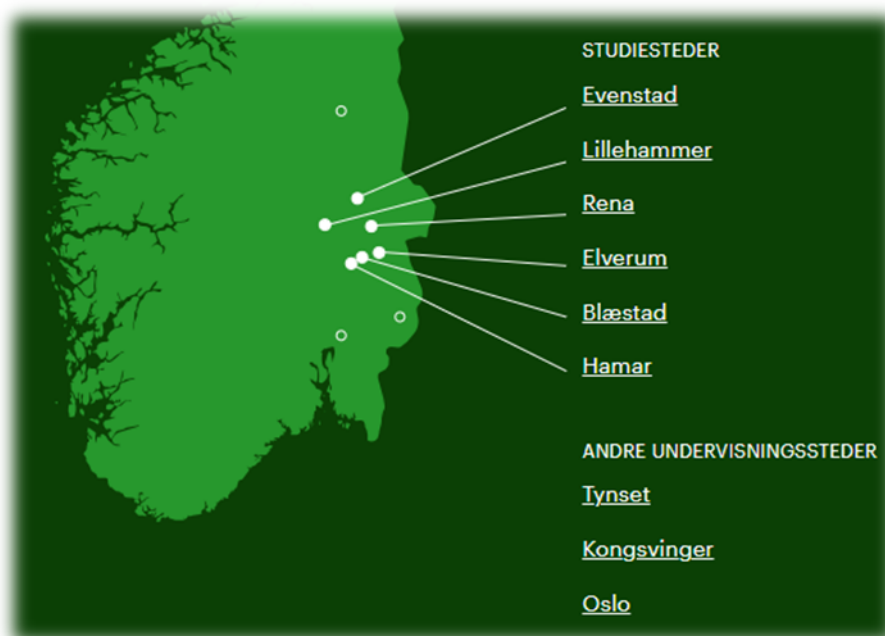 STUDIESTEDER
Evenstad
Lillehammer
Rena
Elverum
Blæstad
Hamar
ANDRE UNDERVISNINGSSTEDER
Tynset
Kongsvinger
Oslo